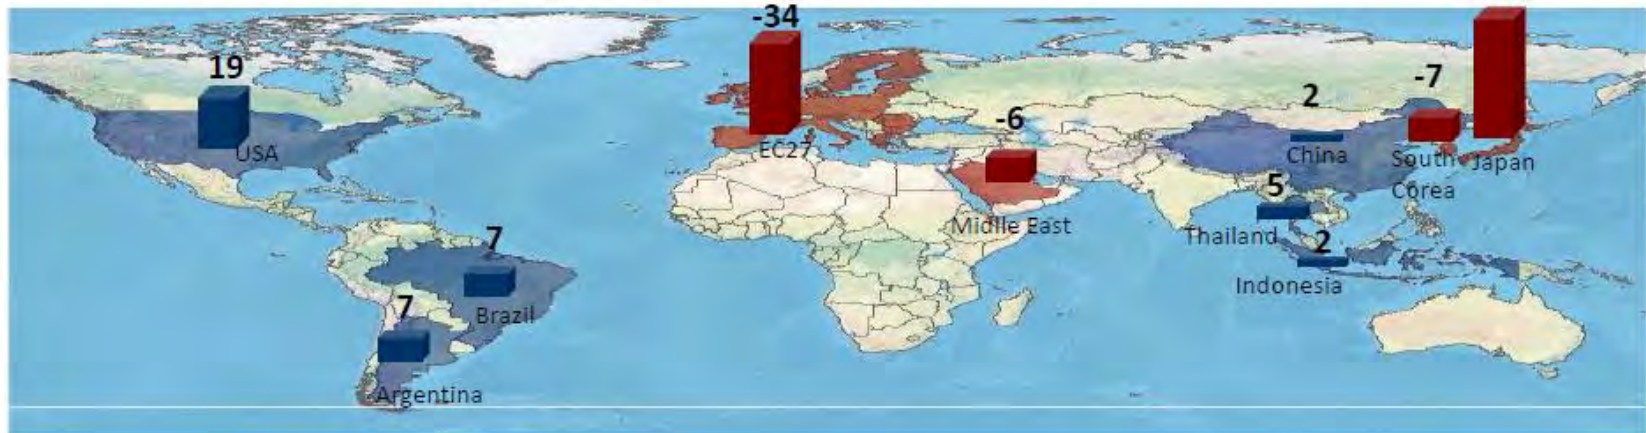 -34
19
USA
EC27
-6
Midlle East
2
China
-7
South
Corea
Japan
5
Thailand
2
Indonesia
7
Brazil
7
Argentina